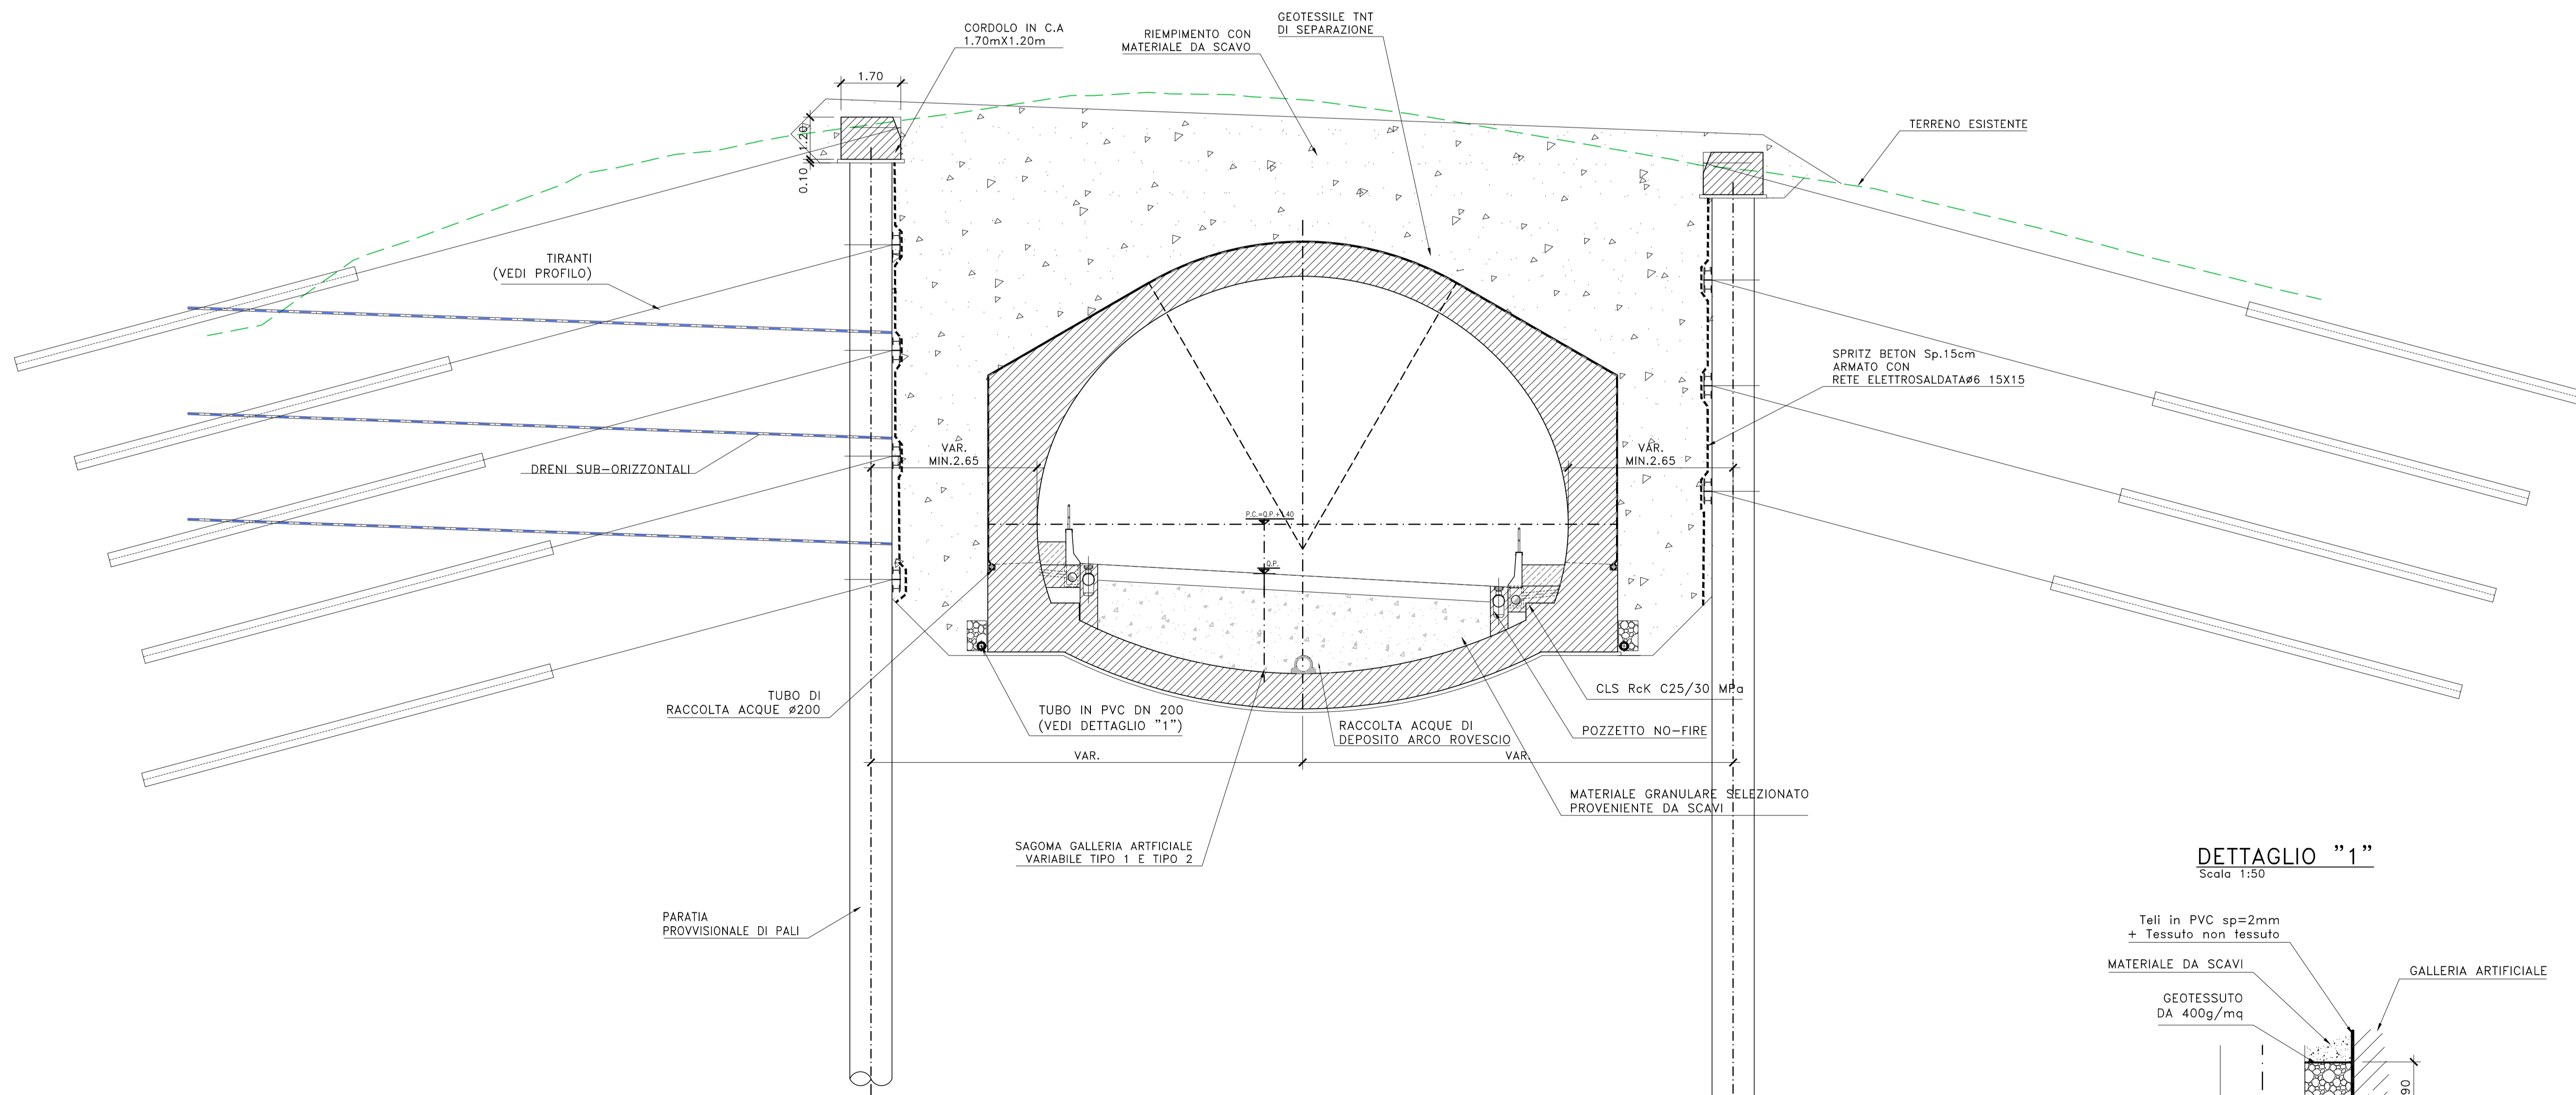 GEOTESSILE TNT
DI SEPARAZIONE
CORDOLO IN C.A
1.70mX1.20m
RIEMPIMENTO CON
MATERIALE DA SCAVO
1.70
1.20
0.10
TERRENO ESISTENTE
TIRANTI
(VEDI PROFILO)
SPRITZ BETON Sp.15cm
ARMATO CON
RETE ELETTROSALDATAø6 15X15
VAR.
MIN.2.65
VAR.
MIN.2.65
DRENI SUB-ORIZZONTALI
P.C.=Q.P.+1.40
Q.P.
TUBO DI
RACCOLTA ACQUE ø200
TUBO IN PVC DN 200
(VEDI DETTAGLIO "1")
CLS RcK C25/30 MPa
RACCOLTA ACQUE DI
DEPOSITO ARCO ROVESCIO
POZZETTO NO-FIRE
VAR.
VAR.
MATERIALE GRANULARE SELEZIONATO
PROVENIENTE DA SCAVI
SAGOMA GALLERIA ARTFICIALE
VARIABILE TIPO 1 E TIPO 2
DETTAGLIO "1"
Scala 1:50
PARATIA
PROVVISIONALE DI PALI
Teli in PVC sp=2mm
+ Tessuto non tessuto
MATERIALE DA SCAVI
GALLERIA ARTIFICIALE
GEOTESSUTO
DA 400g/mq
90